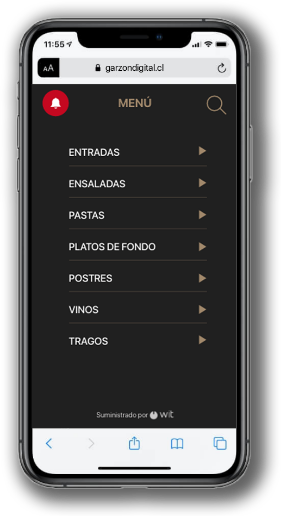 11:55
AA garzondigital.cl
MENÚ
ENTRADAS
ENSALADAS
PASTAS
PLATOS DE FONDO
POSTRES
VINOS
TRAGOS
Suministrado por wit